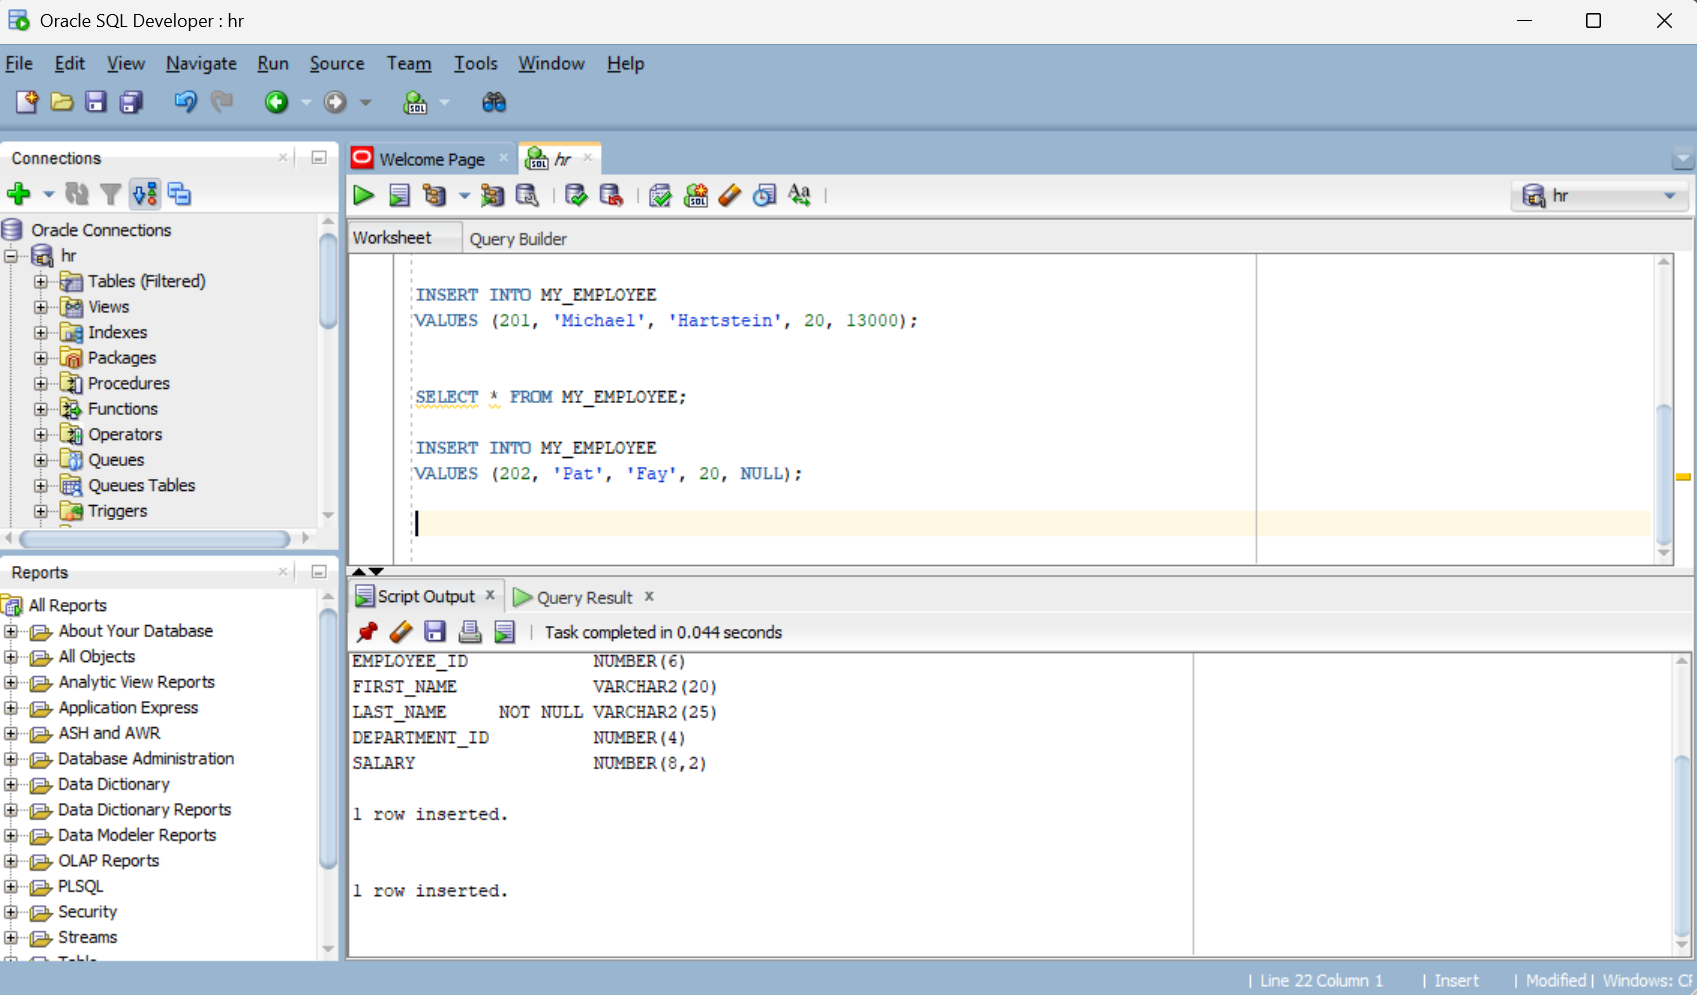 Oracle SQL Developer : hr
File Edit View Navigate Run Source Team Tools Window Help
Connections
Oracle Connections
hr
Tables (Filtered)
Views
Indexes
Packages
Procedures
Functions
Operators
Queues
Queues Tables
Triggers
Reports
All Reports
About Your Database
All Objects
Analytic View Reports
Application Express
ASH and AWR
Database Administration
Data Dictionary
Data Dictionary Reports
Data Modeler Reports
OLAP Reports
PLSQL
Security
Streams
Table
Welcome Page hr
hr
Worksheet Query Builder
INSERT INTO MY_EMPLOYEE
VALUES (201, 'Michael', 'Hartstein', 20, 13000);
SELECT * FROM MY_EMPLOYEE;
INSERT INTO MY_EMPLOYEE
VALUES (202, 'Pat', 'Fay', 20, NULL);
Script Output x Query Result x
| Task completed in 0.044 seconds
EMPLOYEE_ID NUMBER(6)
FIRST_NAME VARCHAR2(20)
LAST_NAME NOT NULL VARCHAR2(25)
DEPARTMENT_ID NUMBER(4)
SALARY NUMBER(8,2)
1 row inserted.
1 row inserted.
| Line 22 Column 1 | Insert | Modified | Windows: